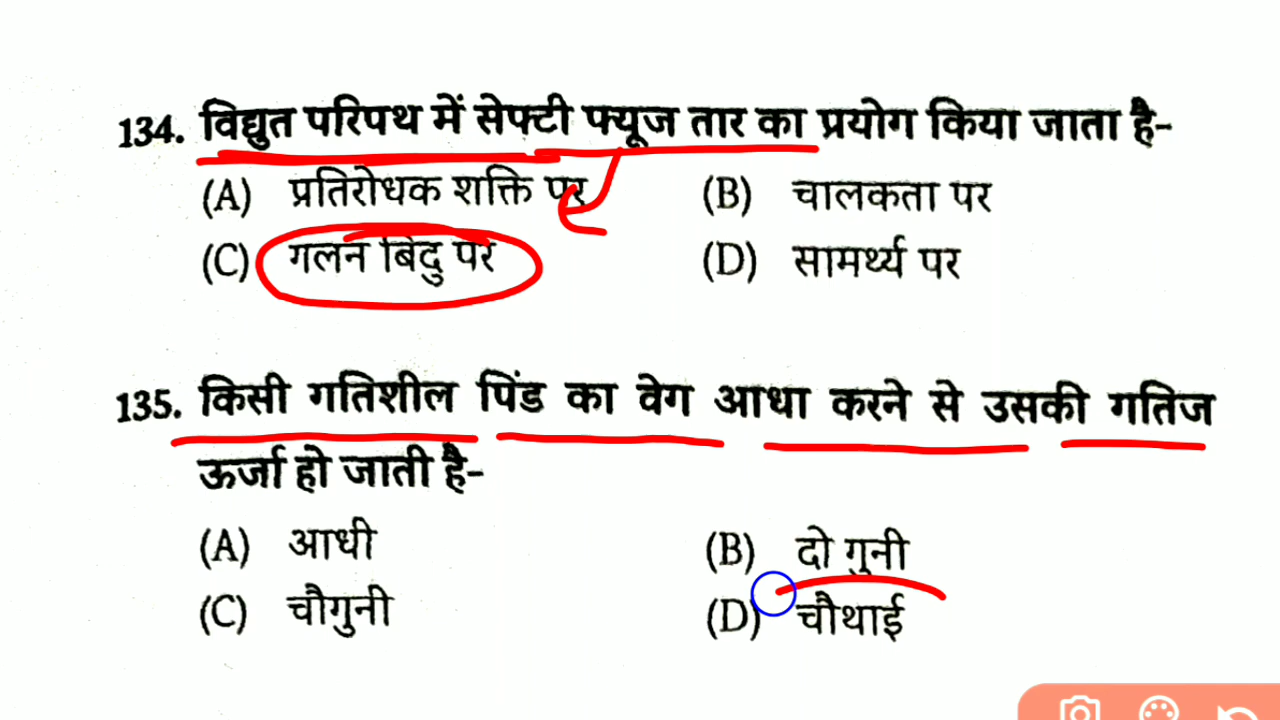 134. विद्युत परिपथ में सेफ्टी फ्यूज तार का प्रयोग किया जाता है-
(A) प्रतिरोधक शक्ति पर (B) चालकता पर
(C) गलन बिंदु पर (D) सामर्थ्य पर
135. किसी गतिशील पिंड का वेग आधा करने से उसकी गतिज
ऊर्जा हो जाती है-
(A) आधी (B) दो गुनी
(C) चौगुनी (D) चौथाई